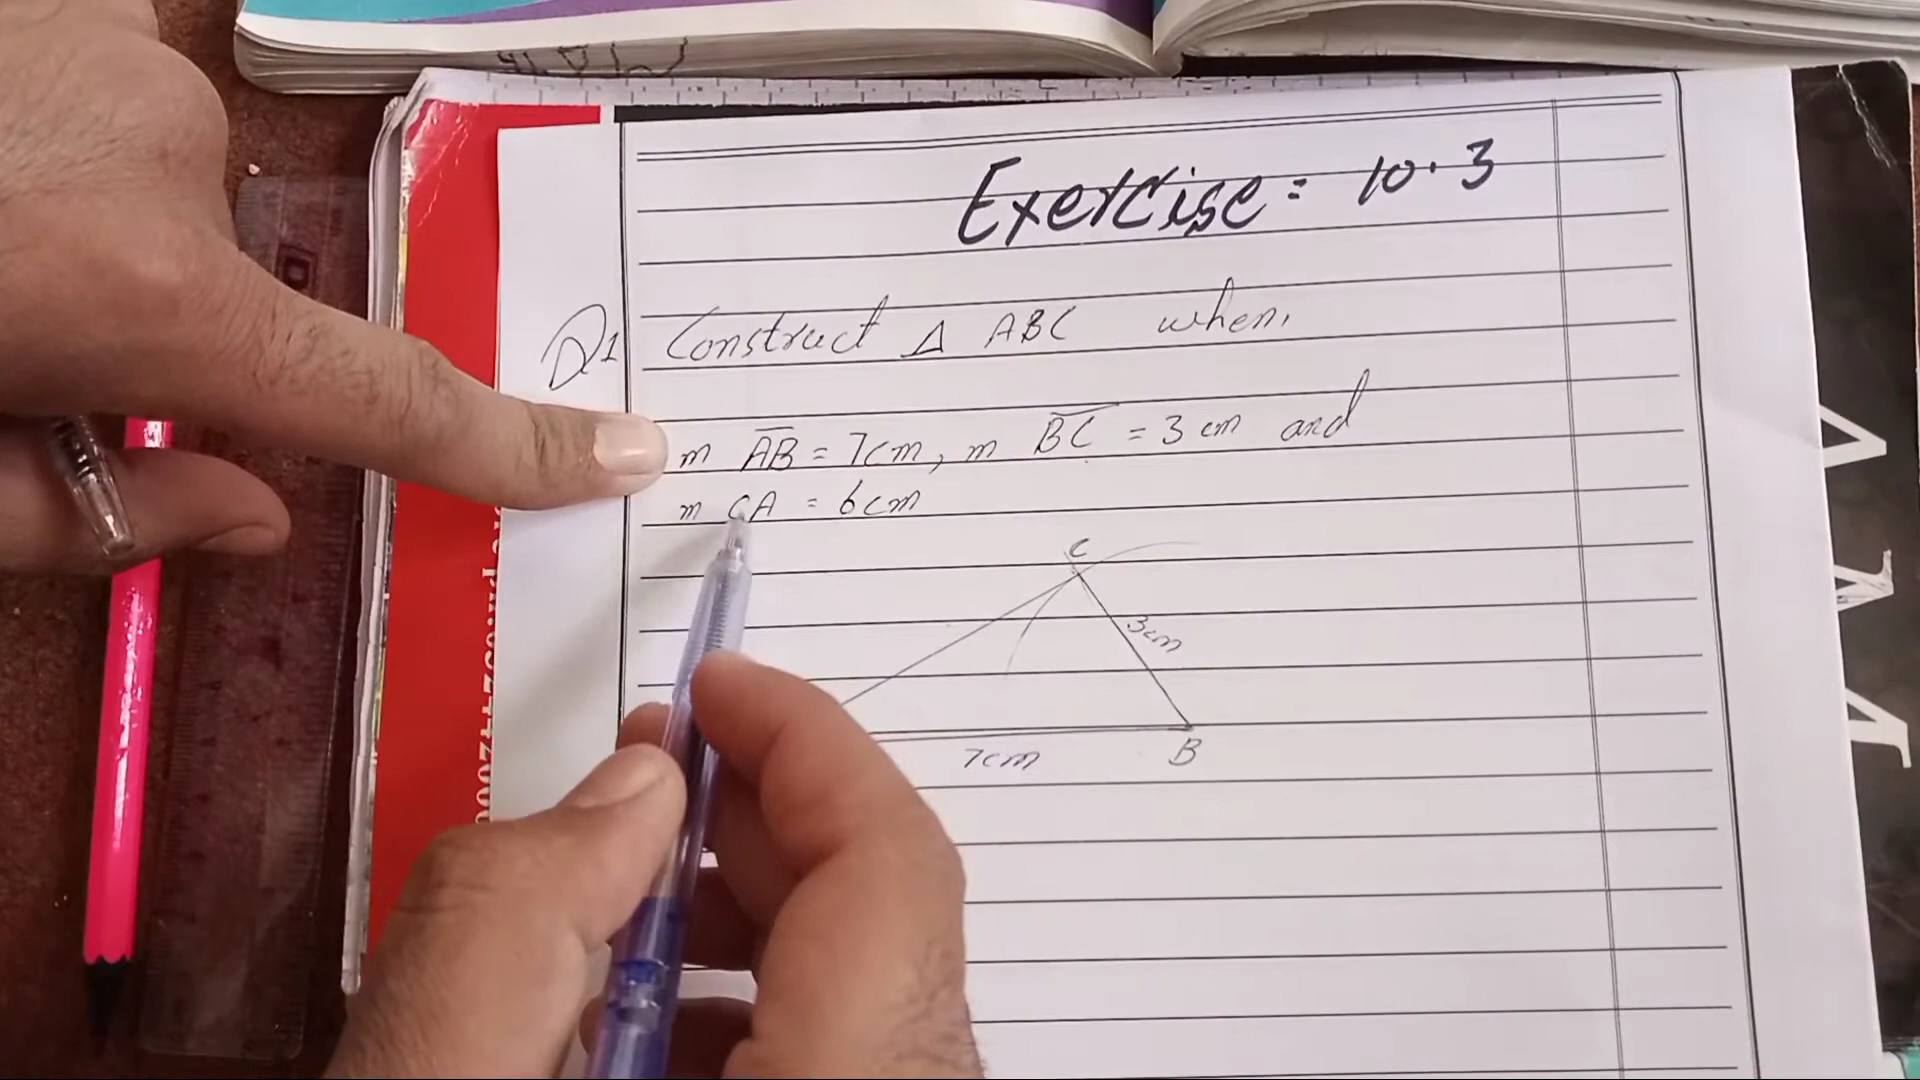 Exercise = 10.3
Q1 Construct Δ ABC when,
m AB = 7cm, m BC = 3 cm and
m CA = 6cm
C
3cm
7cm
B